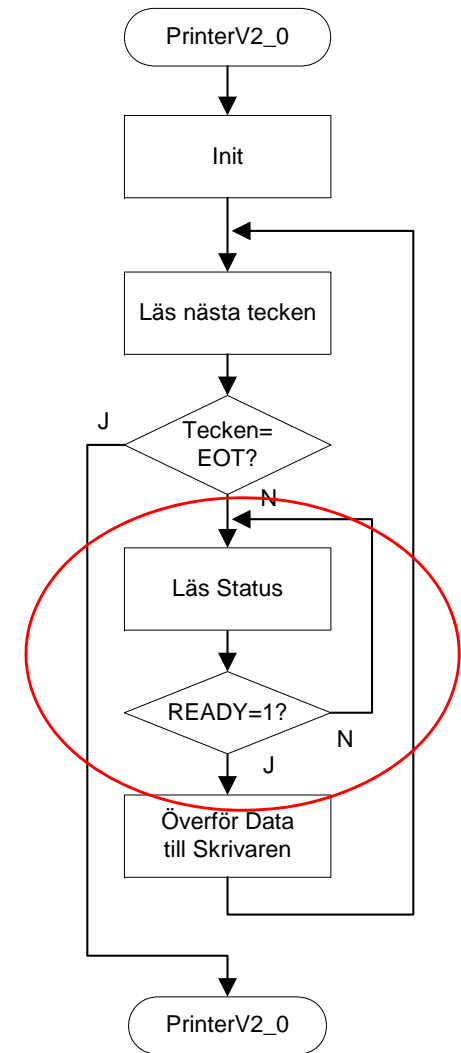 PrinterV2_0
Init
Läs nästa tecken
J
Tecken=
EOT?
N
Läs Status
READY=1?
N
J
Överför Data
till Skrivaren
PrinterV2_0